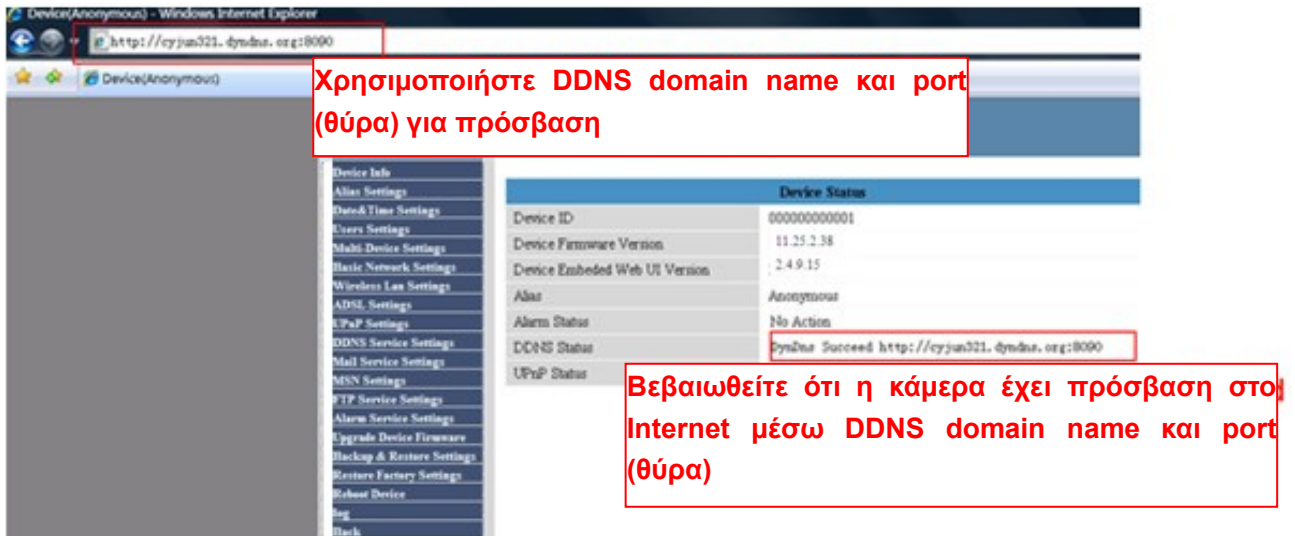 Device(Anonymous) - Windows Internet Explorer
http://cyjun321.dyndns.org:8090
Device(Anonymous)
Χρησιμοποιήστε DDNS domain name και port
(θύρα) για πρόσβαση
Device Info
Alias Settings
Date&Time Settings
Users Settings
Multi-Device Settings
Basic Network Settings
Wireless Lan Settings
ADSL Settings
UPnP Settings
DDNS Service Settings
Mail Service Settings
MSN Settings
FTP Service Settings
Alarm Service Settings
Upgrade Device Firmware
Backup & Restore Settings
Restore Factory Settings
Reboot Device
log
Back
Device Status
Device ID 000000000001
Device Firmware Version 11.25.2.38
Device Embeded Web UI Version 2.4.9.15
Alias Anonymous
Alarm Status No Action
DDNS Status DynDns Succeed http://cyjun321.dyndns.org:8090
UPnP Status
Βεβαιωθείτε ότι η κάμερα έχει πρόσβαση στο
Internet μέσω DDNS domain name και port
(θύρα)